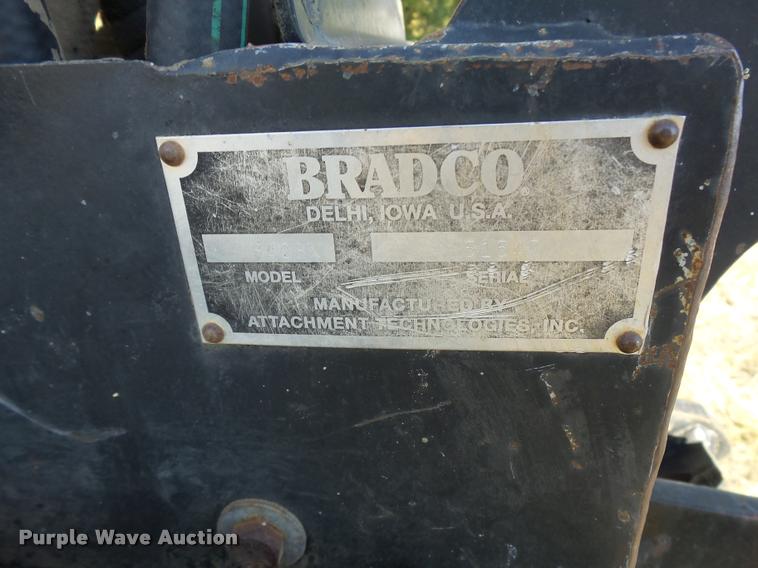 BRADCO®
DELHI, IOWA U.S.A.
MODEL SERIAL
MANUFACTURED BY
ATTACHMENT TECHNOLOGIES, INC.
Purple Wave Auction®